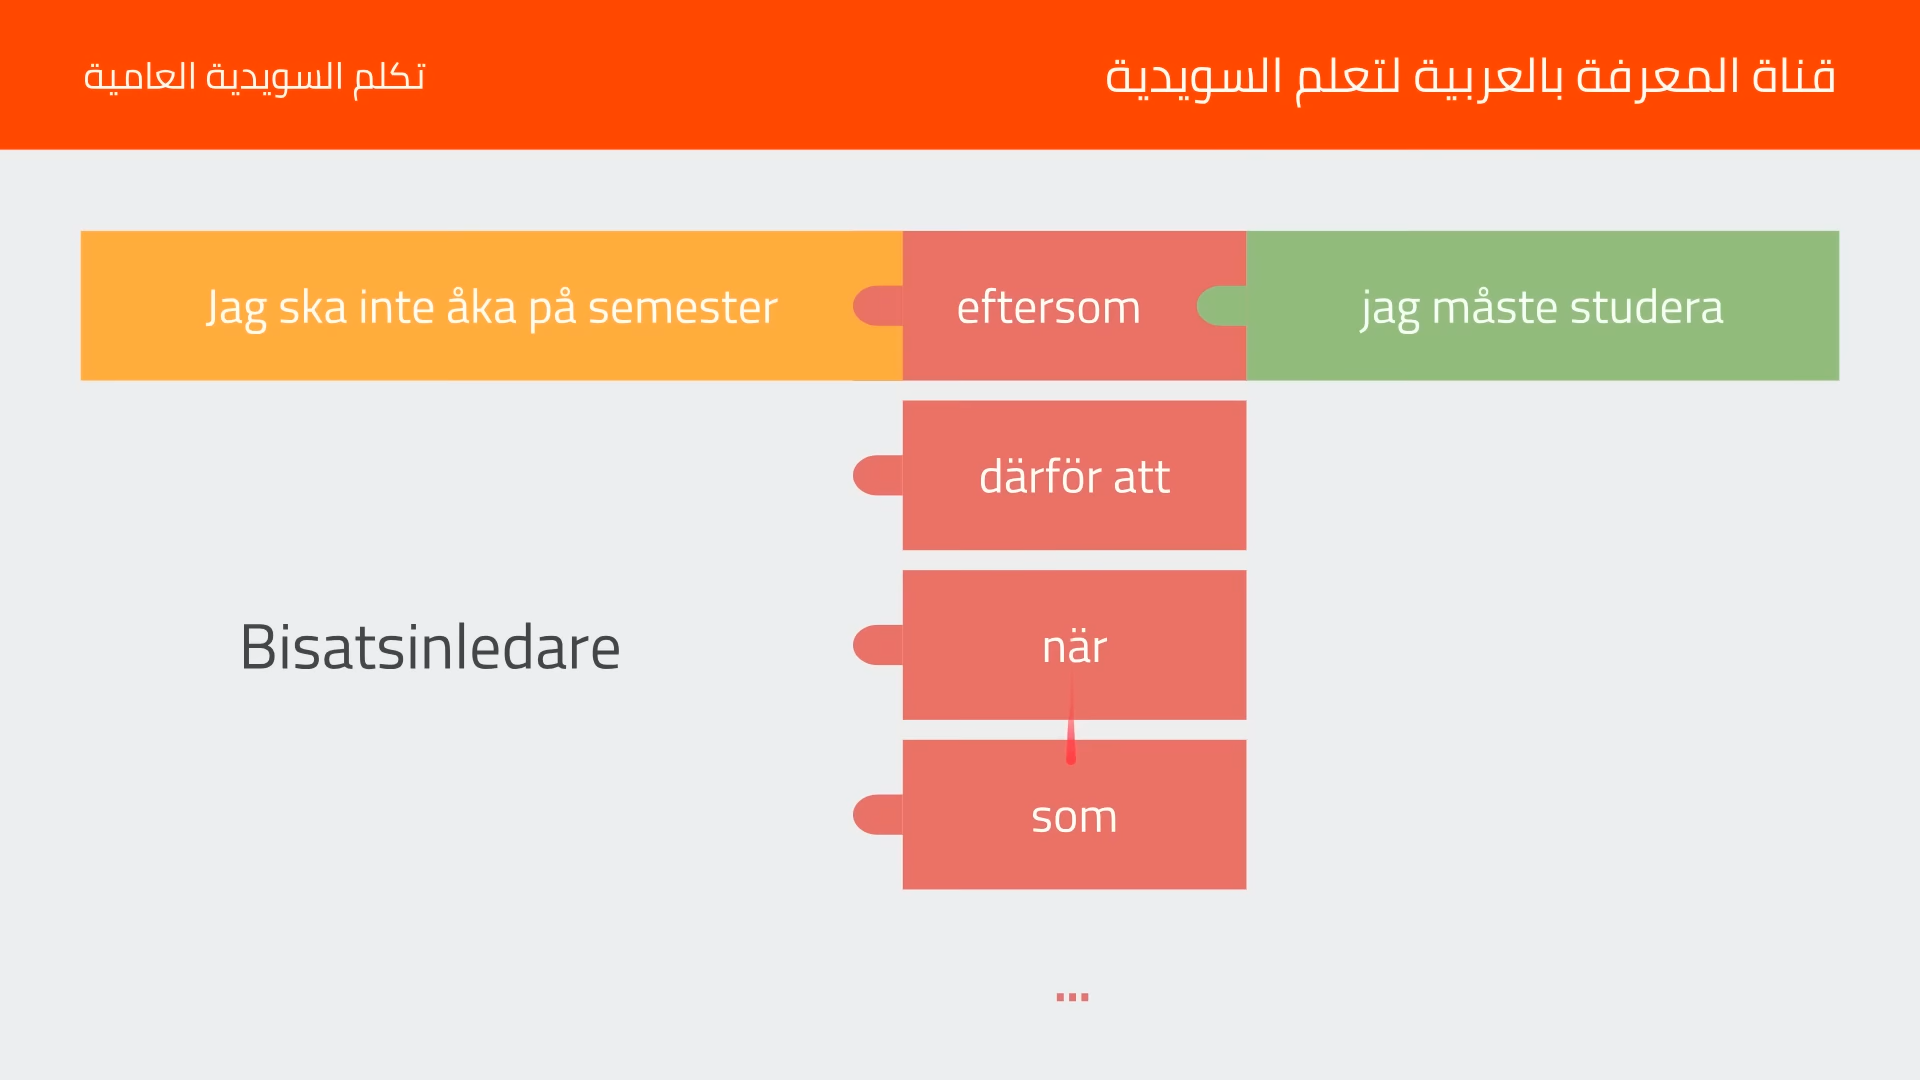 قناة المعرفة بالعربية لتعلم السويدية
تكلم السويدية العامية
Jag ska inte åka på semester
eftersom
jag måste studera
därför att
när
Bisatsinledare
som
...